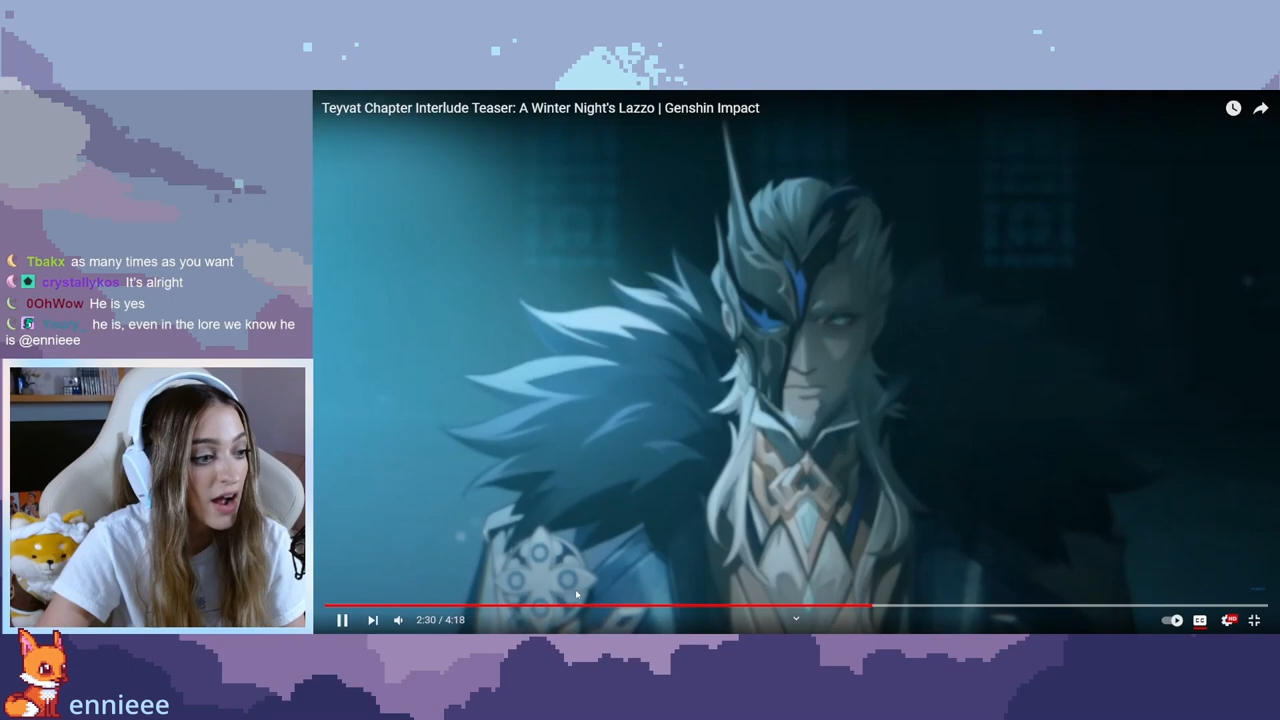 Teyvat Chapter Interlude Teaser: A Winter Night's Lazzo | Genshin Impact
Tbakx as many times as you want
crystallykos It's alright
0OhWow He is yes
he is, even in the lore we know he
is @ennieee
2:30 / 4:18
CC
HD
ennieee